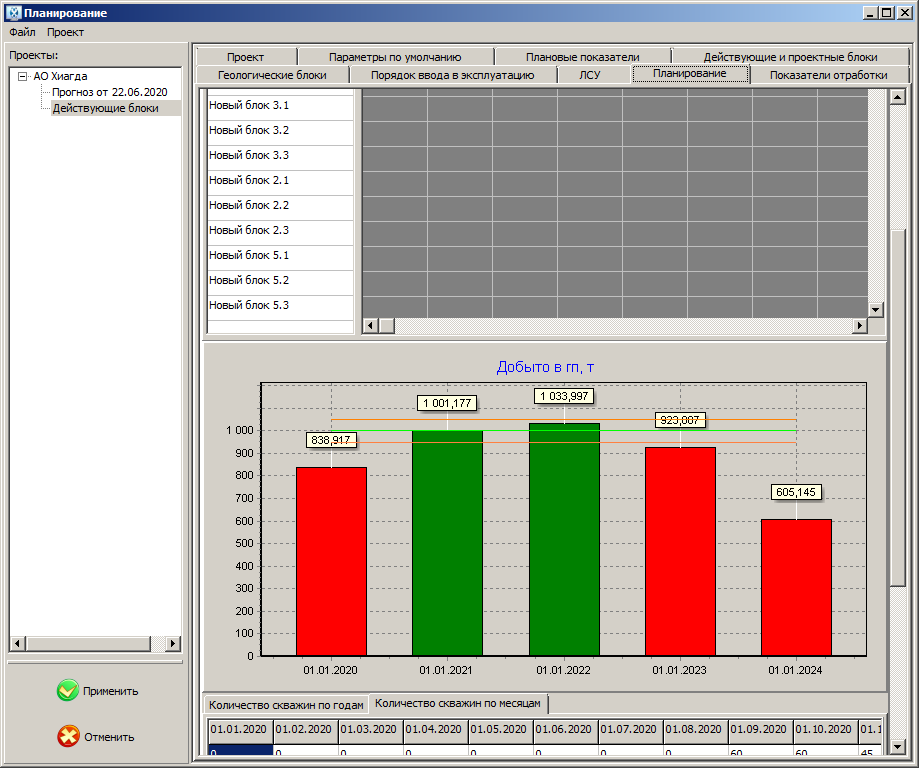 Планирование
Файл Проект
Проекты:
АО Хиагда
Прогноз от 22.06.2020
Действующие блоки
Применить
Отменить
Проект Параметры по умолчанию Плановые показатели Действующие и проектные блоки
Геологические блоки Порядок ввода в эксплуатацию ЛСУ Планирование Показатели отработки
Новый блок 3.1
Новый блок 3.2
Новый блок 3.3
Новый блок 2.1
Новый блок 2.2
Новый блок 2.3
Новый блок 5.1
Новый блок 5.2
Новый блок 5.3
Добыто в гп, т
838,917 1 001,177 1 033,997 923,007 605,145
1 000
900
800
700
600
500
400
300
200
100
0
01.01.2020 01.01.2021 01.01.2022 01.01.2023 01.01.2024
Количество скважин по годам Количество скважин по месяцам
01.01.2020 01.02.2020 01.03.2020 01.04.2020 01.05.2020 01.06.2020 01.07.2020 01.08.2020 01.09.2020 01.10.2020 01.1
0 0 0 0 0 0 0 0 60 60 45